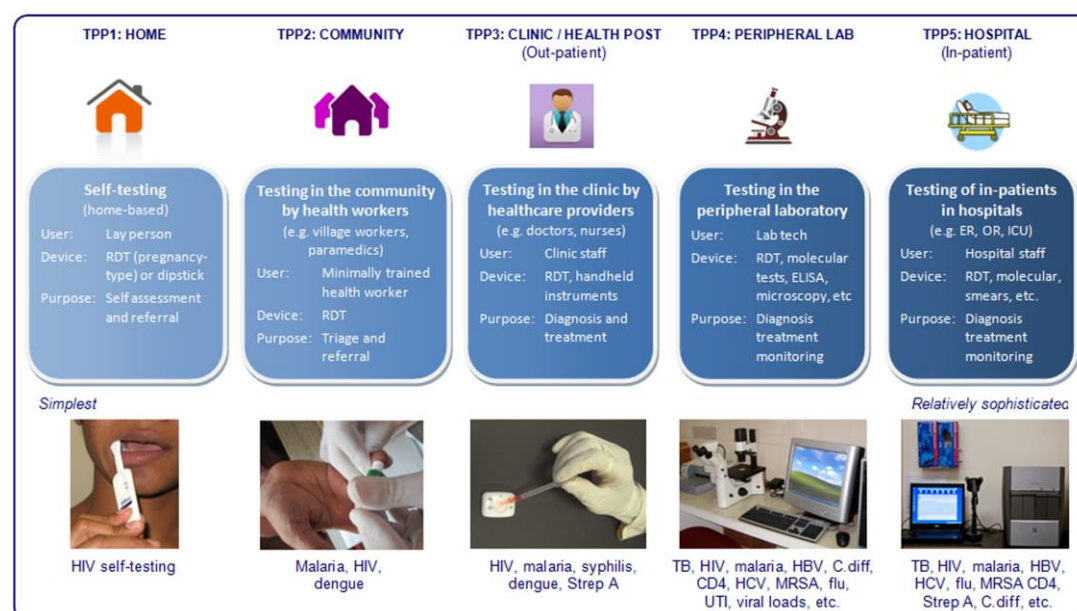 TPP1: HOME
TPP2: COMMUNITY
TPP3: CLINIC / HEALTH POST
(Out-patient)
TPP4: PERIPHERAL LAB
TPP5: HOSPITAL
(In-patient)
Self-testing
(home-based)
User: Lay person
Device: RDT (pregnancy-
type) or dipstick
Purpose: Self assessment
and referral
Testing in the community
by health workers
(e.g. village workers,
paramedics)
User: Minimally trained
health worker
Device: RDT
Purpose: Triage and
referral
Testing in the clinic by
healthcare providers
(e.g. doctors, nurses)
User: Clinic staff
Device: RDT, handheld
instruments
Purpose: Diagnosis and
treatment
Testing in the
peripheral laboratory
User: Lab tech
Device: RDT, molecular
tests, ELISA,
microscopy, etc
Purpose: Diagnosis
treatment
monitoring
Testing of in-patients
in hospitals
(e.g. ER, OR, ICU)
User: Hospital staff
Device: RDT, molecular,
smears, etc.
Purpose: Diagnosis
treatment
monitoring
Simplest
Relatively sophisticated
HIV self-testing
Malaria, HIV,
dengue
HIV, malaria, syphilis,
dengue, Strep A
TB, HIV, malaria, HBV, C.diff,
CD4, HCV, MRSA, flu,
UTI, viral loads, etc.
TB, HIV, malaria, HBV,
HCV, flu, MRSA CD4,
Strep A, C.diff, etc.